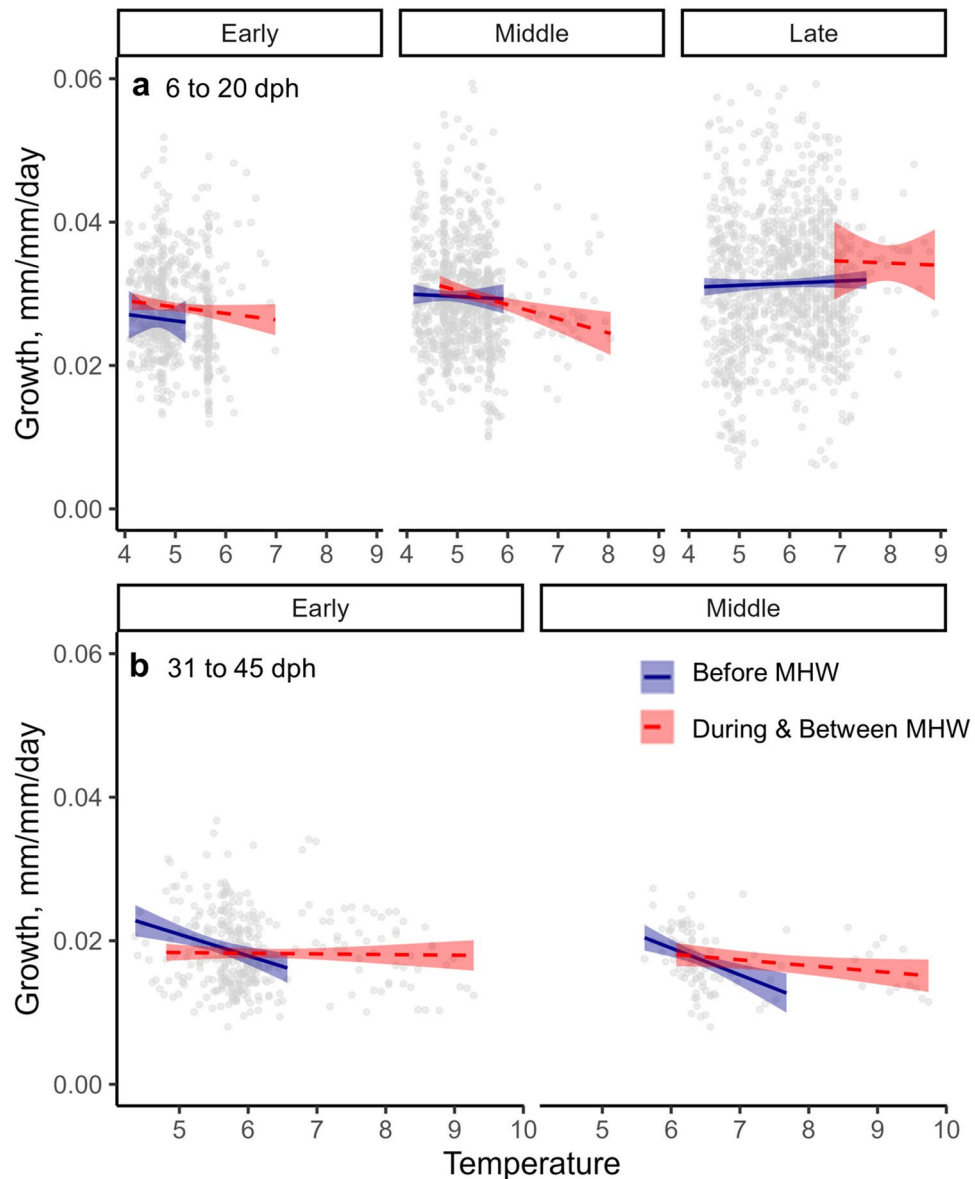 Early Middle Late
a 6 to 20 dph
Growth, mm/mm/day
0.06
0.04
0.02
0.00
4 5 6 7 8 9 4 5 6 7 8 9 4 5 6 7 8 9
Early Middle
b 31 to 45 dph
Before MHW
During & Between MHW
Growth, mm/mm/day
0.06
0.04
0.02
0.00
5 6 7 8 9 10 5 6 7 8 9 10
Temperature